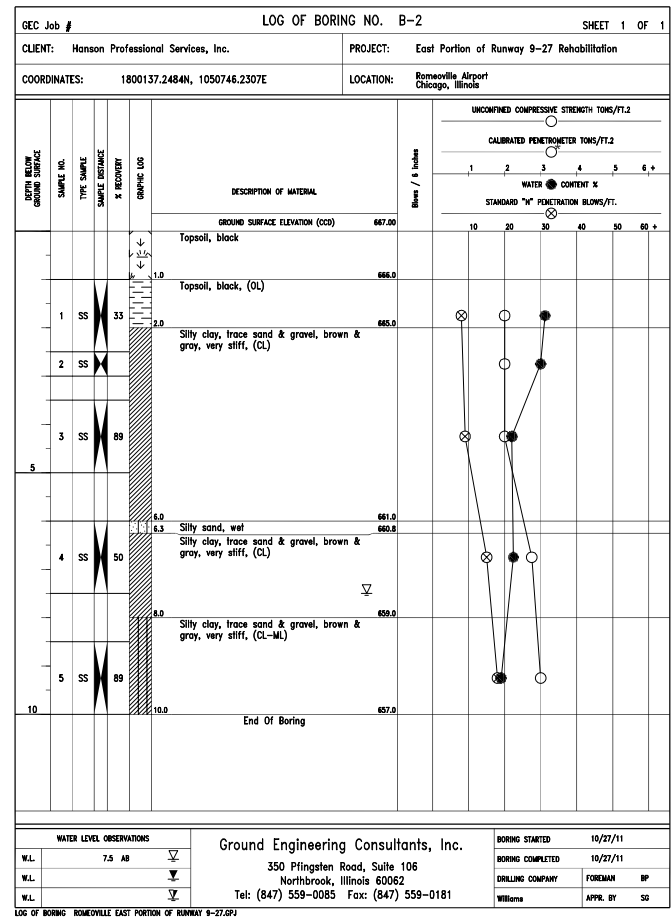 GEC Job # LOG OF BORING NO. B-2 SHEET 1 OF 1
CLIENT: Hanson Professional Services, Inc. PROJECT: East Portion of Runway 9-27 Rehabilitation
COORDINATES: 1800137.2484N, 1050746.2307E LOCATION: Romeoville Airport
Chicago, Illinois
DEPTH BELOW GROUND SURFACE
SAMPLE NO.
TYPE SAMPLE
SAMPLE DISTANCE
% RECOVERY
GRAPHIC LOG
DESCRIPTION OF MATERIAL
Blows / 6 Inches
UNCONFINED COMPRESSIVE STRENGTH TONS/FT.2
CALIBRATED PENETROMETER TONS/FT.2
*
1 2 3 4 5 6 +
WATER CONTENT %
STANDARD "N" PENETRATION BLOWS/FT.
GROUND SURFACE ELEVATION (CCD) 667.00
10 20 30 40 50 60 +
Topsoil, black
1.0 666.0
Topsoil, black, (OL)
1 SS 33
2.0 665.0
Silty clay, trace sand & gravel, brown &
gray, very stiff, (CL)
2 SS
3 SS 89
5
6.0 661.0
6.3 Silty sand, wet 660.8
Silty clay, trace sand & gravel, brown &
gray, very stiff, (CL)
4 SS 50
8.0 659.0
Silty clay, trace sand & gravel, brown &
gray, very stiff, (CL-ML)
5 SS 89
10 10.0 657.0
End Of Boring
WATER LEVEL OBSERVATIONS
W.L. 7.5 AB
W.L.
W.L.
Ground Engineering Consultants, Inc.
350 Pfingsten Road, Suite 106
Northbrook, Illinois 60062
Tel: (847) 559-0085 Fax: (847) 559-0181
BORING STARTED 10/27/11
BORING COMPLETED 10/27/11
DRILLING COMPANY FOREMAN BP
Williams APPR. BY SG
LOG OF BORING ROMEOVILLE EAST PORTION OF RUNWAY 9-27.GPJ